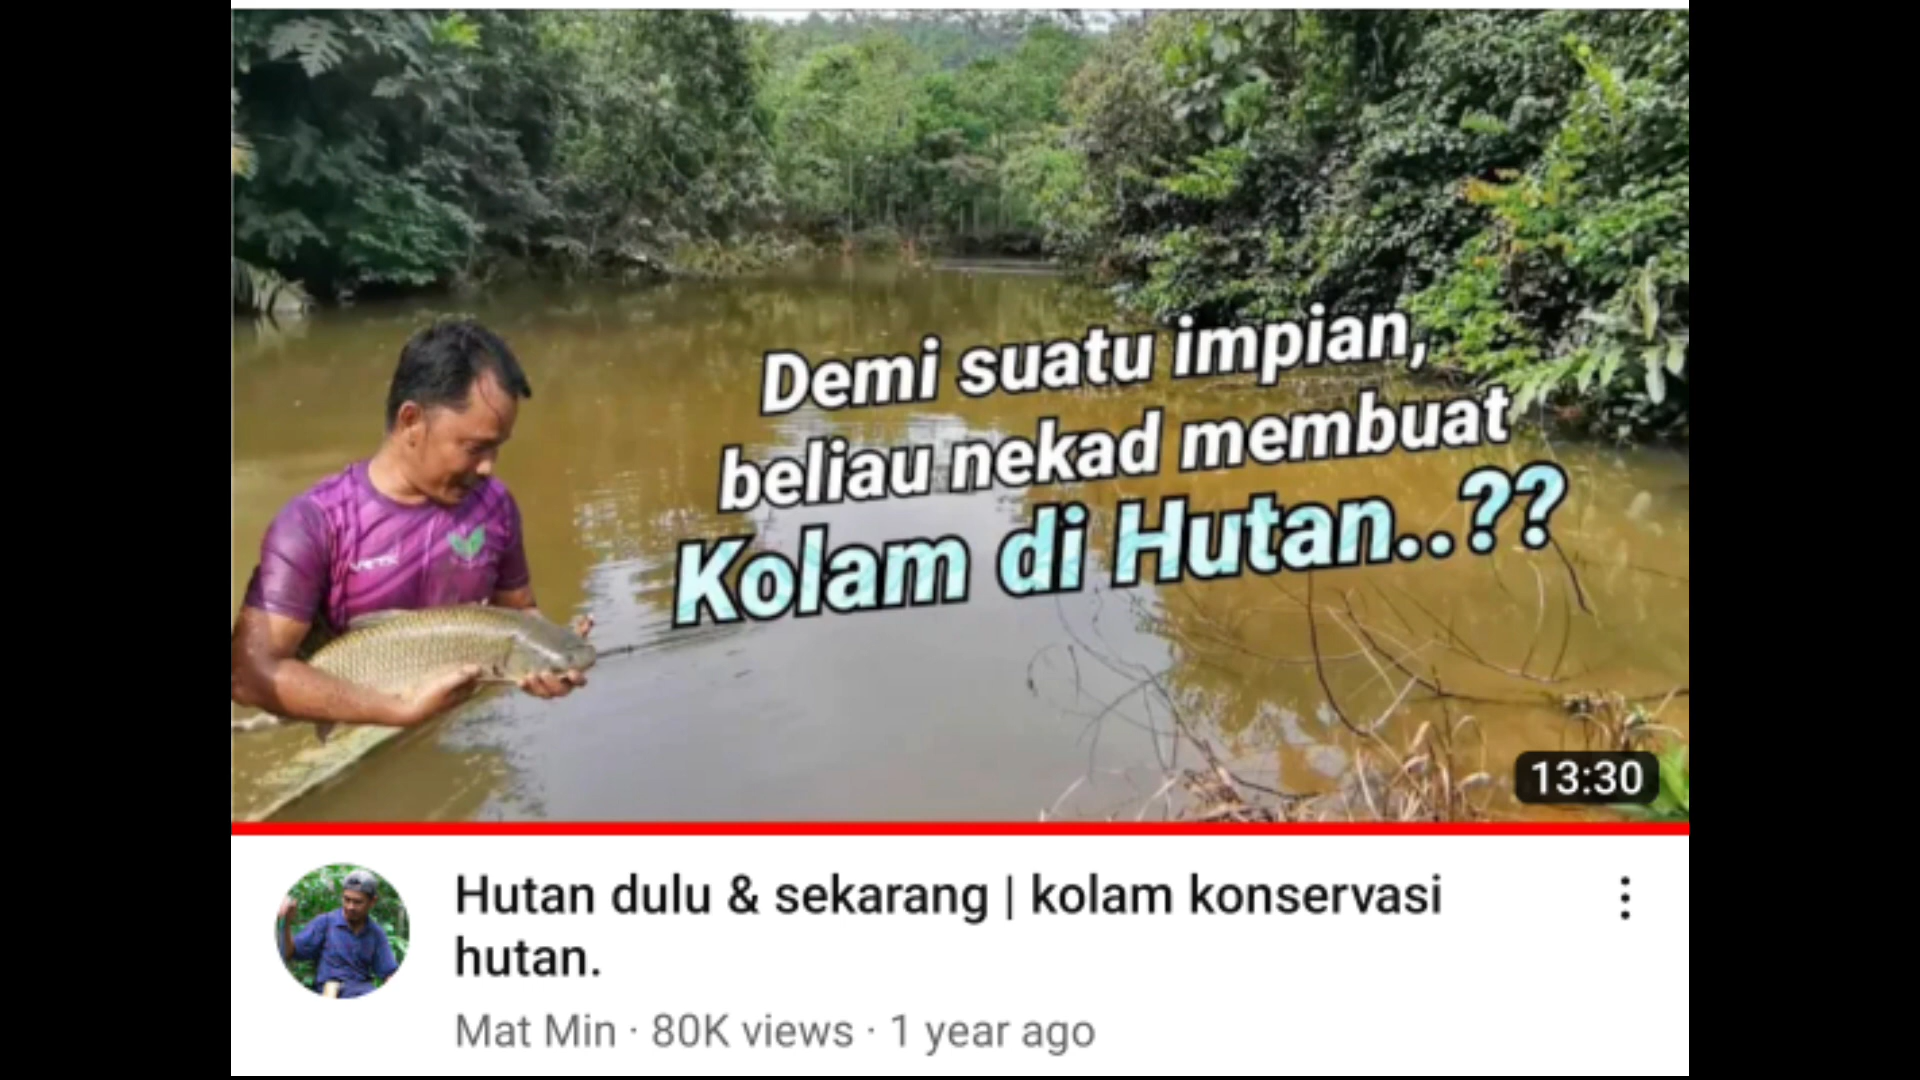 Demi suatu impian,
beliau nekad membuat
Kolam di Hutan..??
13:30
Hutan dulu & sekarang | kolam konservasi
hutan.
Mat Min · 80K views · 1 year ago